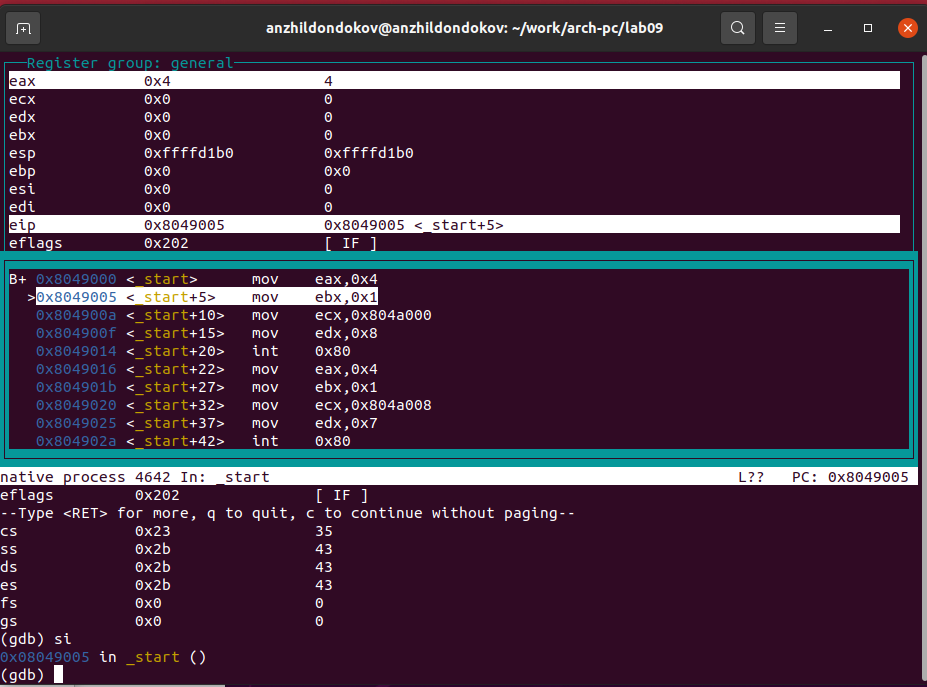 anzhildondokov@anzhildondokov: ~/work/arch-pc/lab09
Register group: general
eax 0x4 4
ecx 0x0 0
edx 0x0 0
ebx 0x0 0
esp 0xffffd1b0 0xffffd1b0
ebp 0x0 0x0
esi 0x0 0
edi 0x0 0
eip 0x8049005 0x8049005 <_start+5>
eflags 0x202 [ IF ]
B+ 0x8049000 <_start> mov eax,0x4
>0x8049005 <_start+5> mov ebx,0x1
0x804900a <_start+10> mov ecx,0x804a000
0x804900f <_start+15> mov edx,0x8
0x8049014 <_start+20> int 0x80
0x8049016 <_start+22> mov eax,0x4
0x804901b <_start+27> mov ebx,0x1
0x8049020 <_start+32> mov ecx,0x804a008
0x8049025 <_start+37> mov edx,0x7
0x804902a <_start+42> int 0x80
native process 4642 In: _start L?? PC: 0x8049005
eflags 0x202 [ IF ]
--Type <RET> for more, q to quit, c to continue without paging--
cs 0x23 35
ss 0x2b 43
ds 0x2b 43
es 0x2b 43
fs 0x0 0
gs 0x0 0
(gdb) si
0x08049005 in _start ()
(gdb)